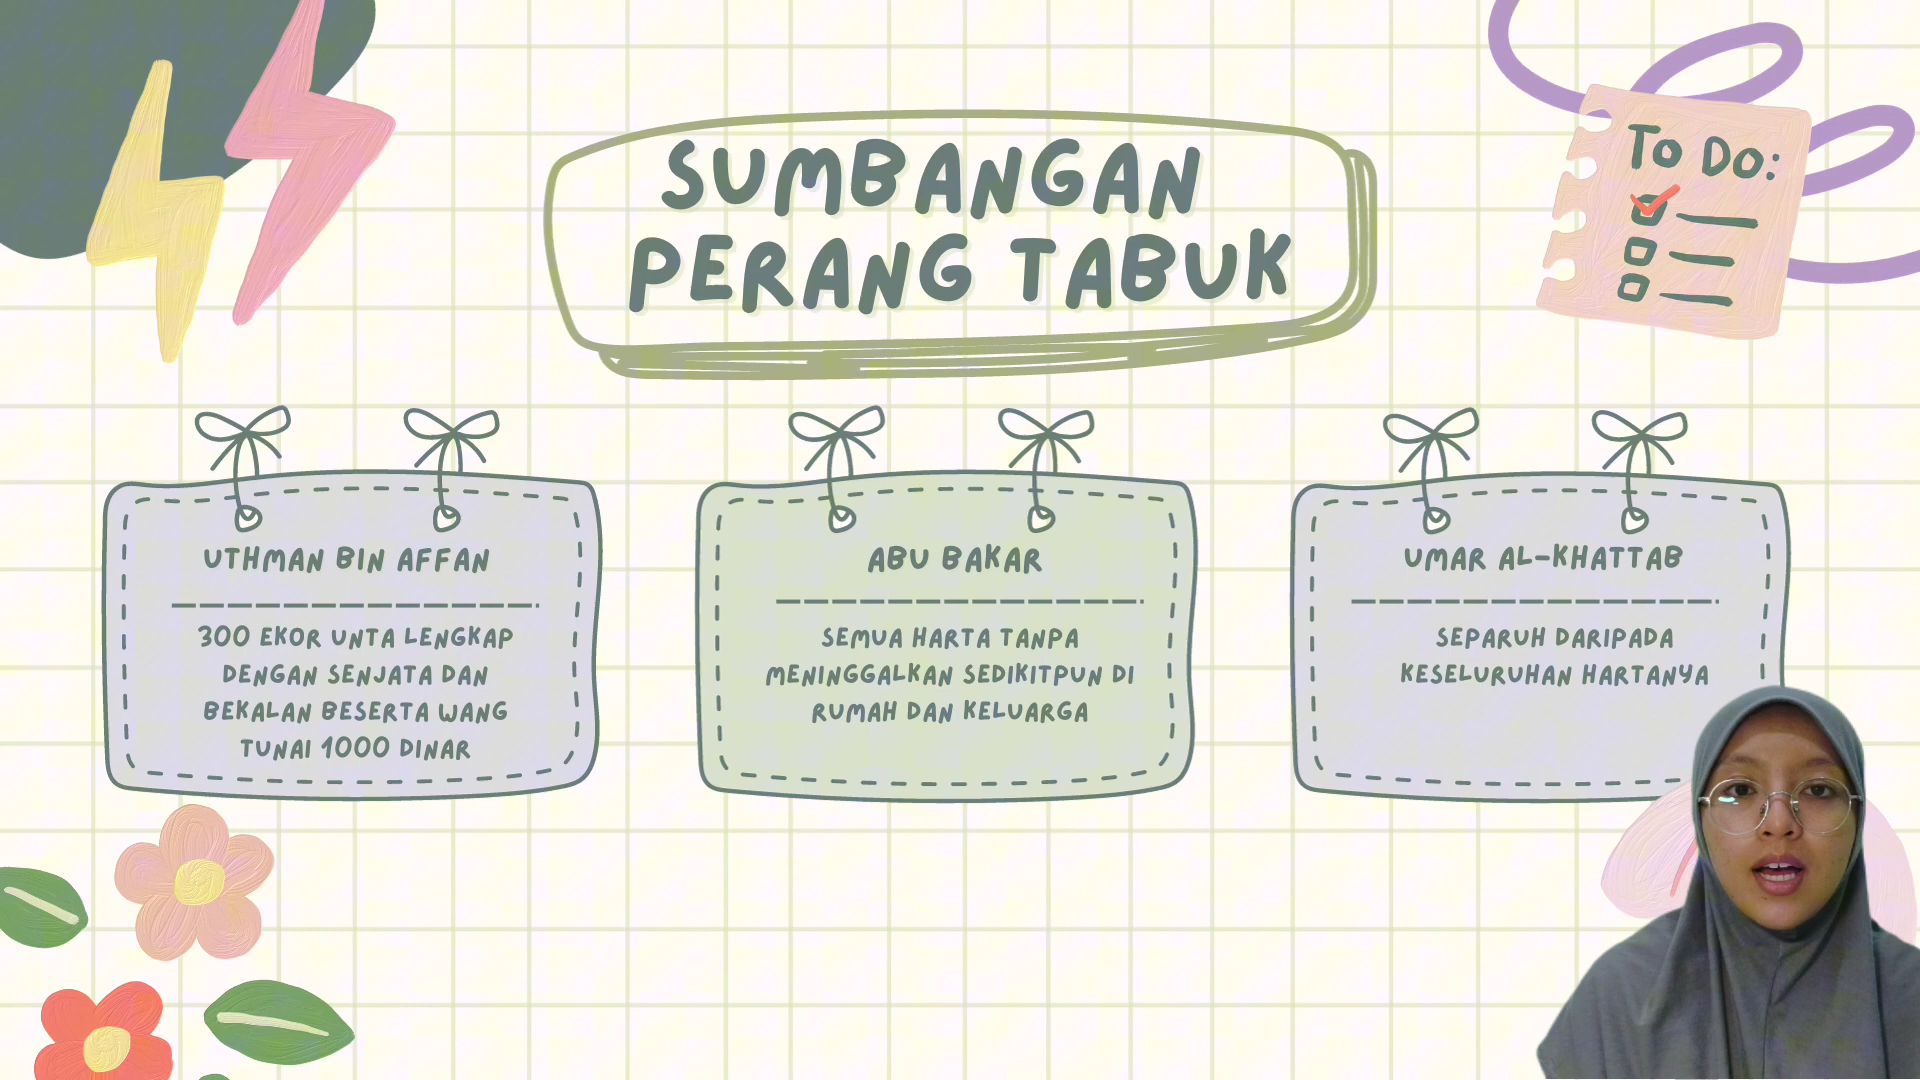 SUMBANGAN
PERANG TABUK
TO DO:
UTHMAN BIN AFFAN
300 EKOR UNTA LENGKAP
DENGAN SENJATA DAN
BEKALAN BESERTA WANG
TUNAI 1000 DINAR
ABU BAKAR
SEMUA HARTA TANPA
MENINGGALKAN SEDIKITPUN DI
RUMAH DAN KELUARGA
UMAR AL-KHATTAB
SEPARUH DARIPADA
KESELURUHAN HARTANYA